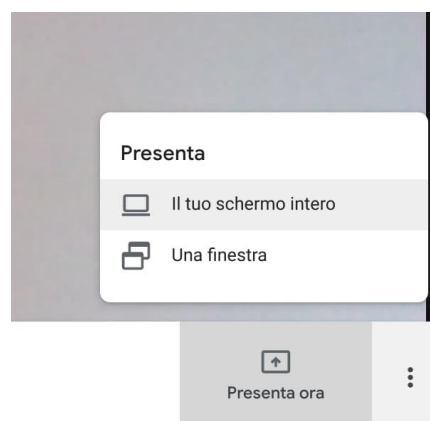 Presenta
Il tuo schermo intero
Una finestra
Presenta ora